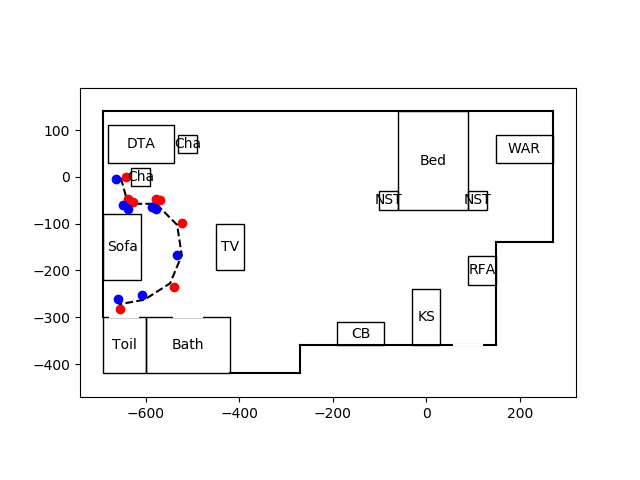 DTA
Cha
Cha
Bed
WAR
NST
NST
Sofa
TV
RFA
KS
CB
Toil
Bath
100
0
−100
−200
−300
−400
−600
−400
−200
0
200